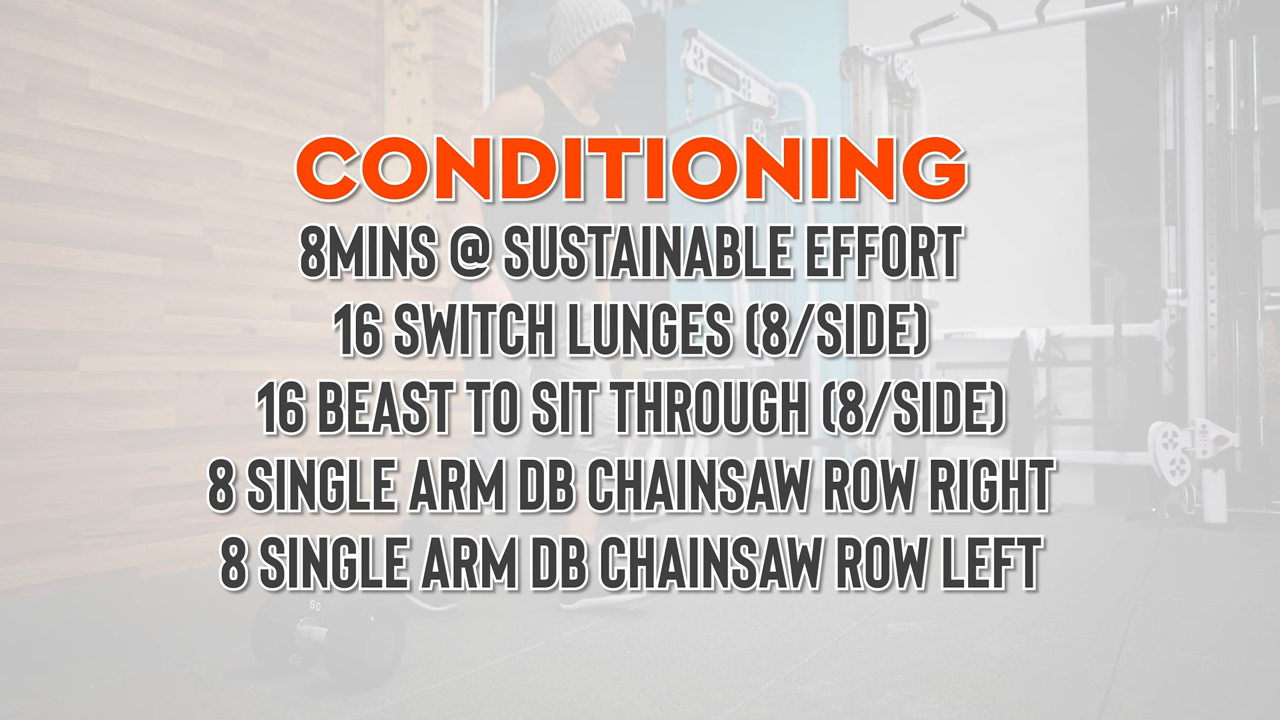 CONDITIONING
8MINS @ SUSTAINABLE EFFORT
16 SWITCH LUNGES (8/SIDE)
16 BEAST TO SIT THROUGH (8/SIDE)
8 SINGLE ARM DB CHAINSAW ROW RIGHT
8 SINGLE ARM DB CHAINSAW ROW LEFT
50